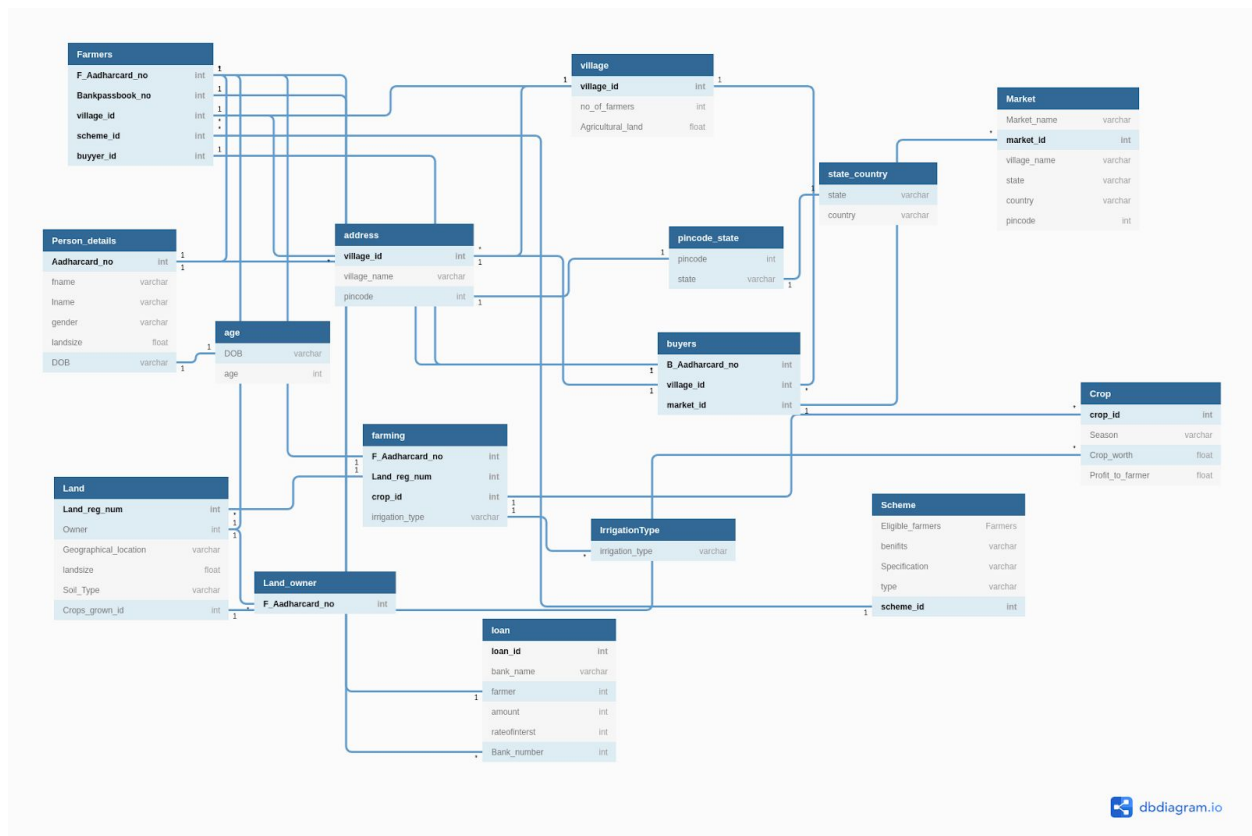 Farmers
F_Aadharcard_no int
Bankpassbook_no int
village_id int
scheme_id int
buyyer_id int
village
village_id int
no_of_farmers int
Agricultural_land float
Market
Market_name varchar
market_id int
village_name varchar
state varchar
country varchar
pincode int
state_country
state varchar
country varchar
Person_details
Aadharcard_no int
fname varchar
lname varchar
gender varchar
landsize float
DOB varchar
address
village_id int
village_name varchar
pincode int
pincode_state
pincode int
state varchar
age
DOB varchar
age int
buyers
B_Aadharcard_no int
village_id int
market_id int
Crop
crop_id int
Season varchar
Crop_worth float
Profit_to_farmer float
farming
F_Aadharcard_no int
Land_reg_num int
crop_id int
irrigation_type varchar
Land
Land_reg_num int
Owner int
Geographical_location varchar
landsize float
Soil_Type varchar
Crops_grown_id int
IrrigationType
irrigation_type varchar
Scheme
Eligible_farmers Farmers
benifits varchar
Specification varchar
type varchar
scheme_id int
Land_owner
F_Aadharcard_no int
loan
loan_id int
bank_name varchar
farmer int
amount int
rateofinterst int
Bank_number int
dbdiagram.io